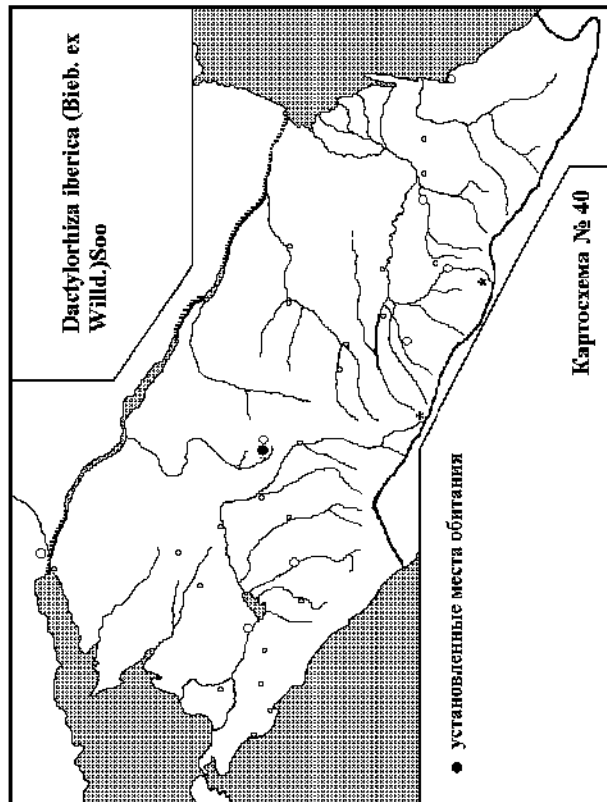 Dactylorhiza iberica (Bieb. ex
Willd.)Soo
Картосхема № 40
● установленные места обитания